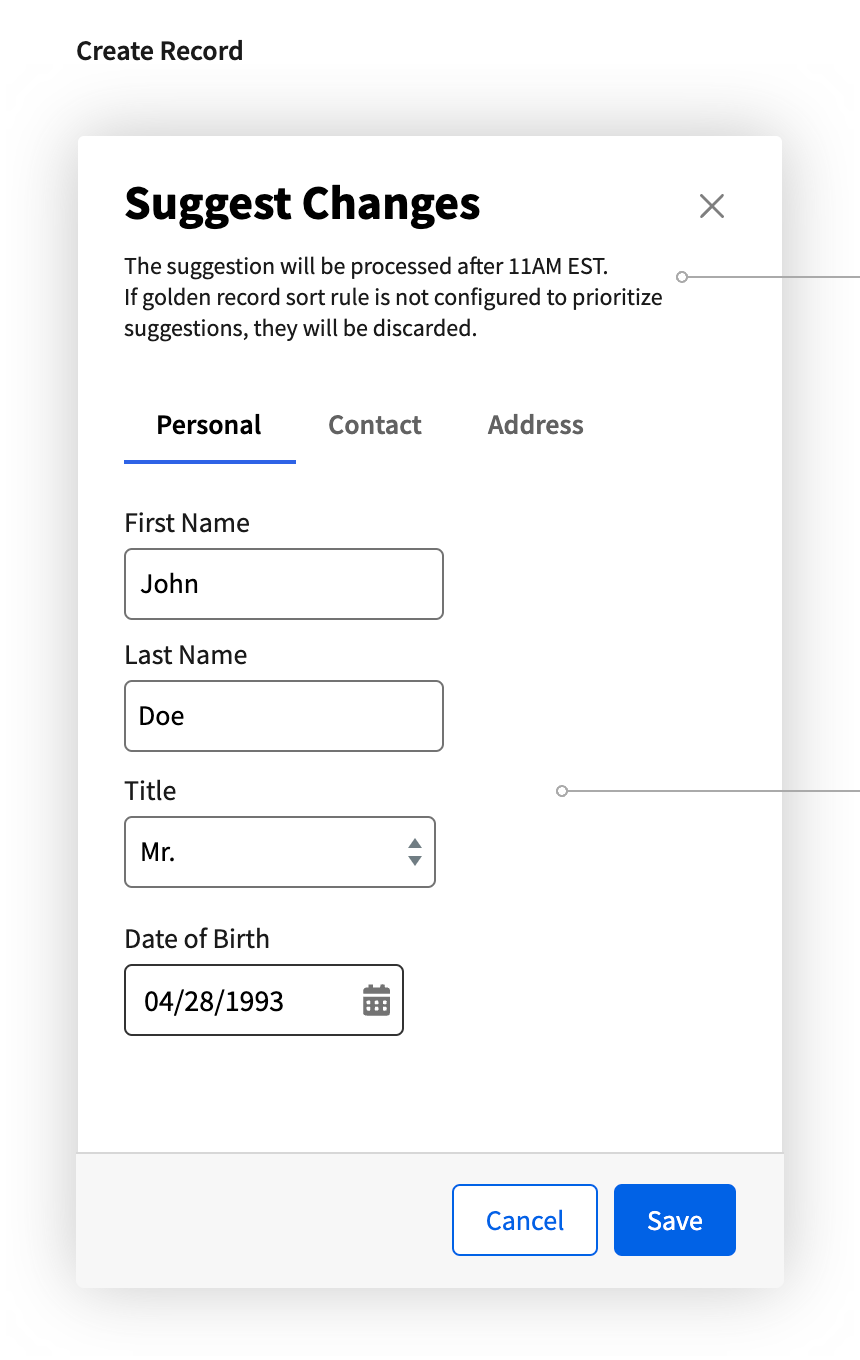 Create Record
Suggest Changes
The suggestion will be processed after 11AM EST.
If golden record sort rule is not configured to prioritize
suggestions, they will be discarded.
Personal Contact Address
First Name
John
Last Name
Doe
Title
Mr.
Date of Birth
04/28/1993
Cancel Save